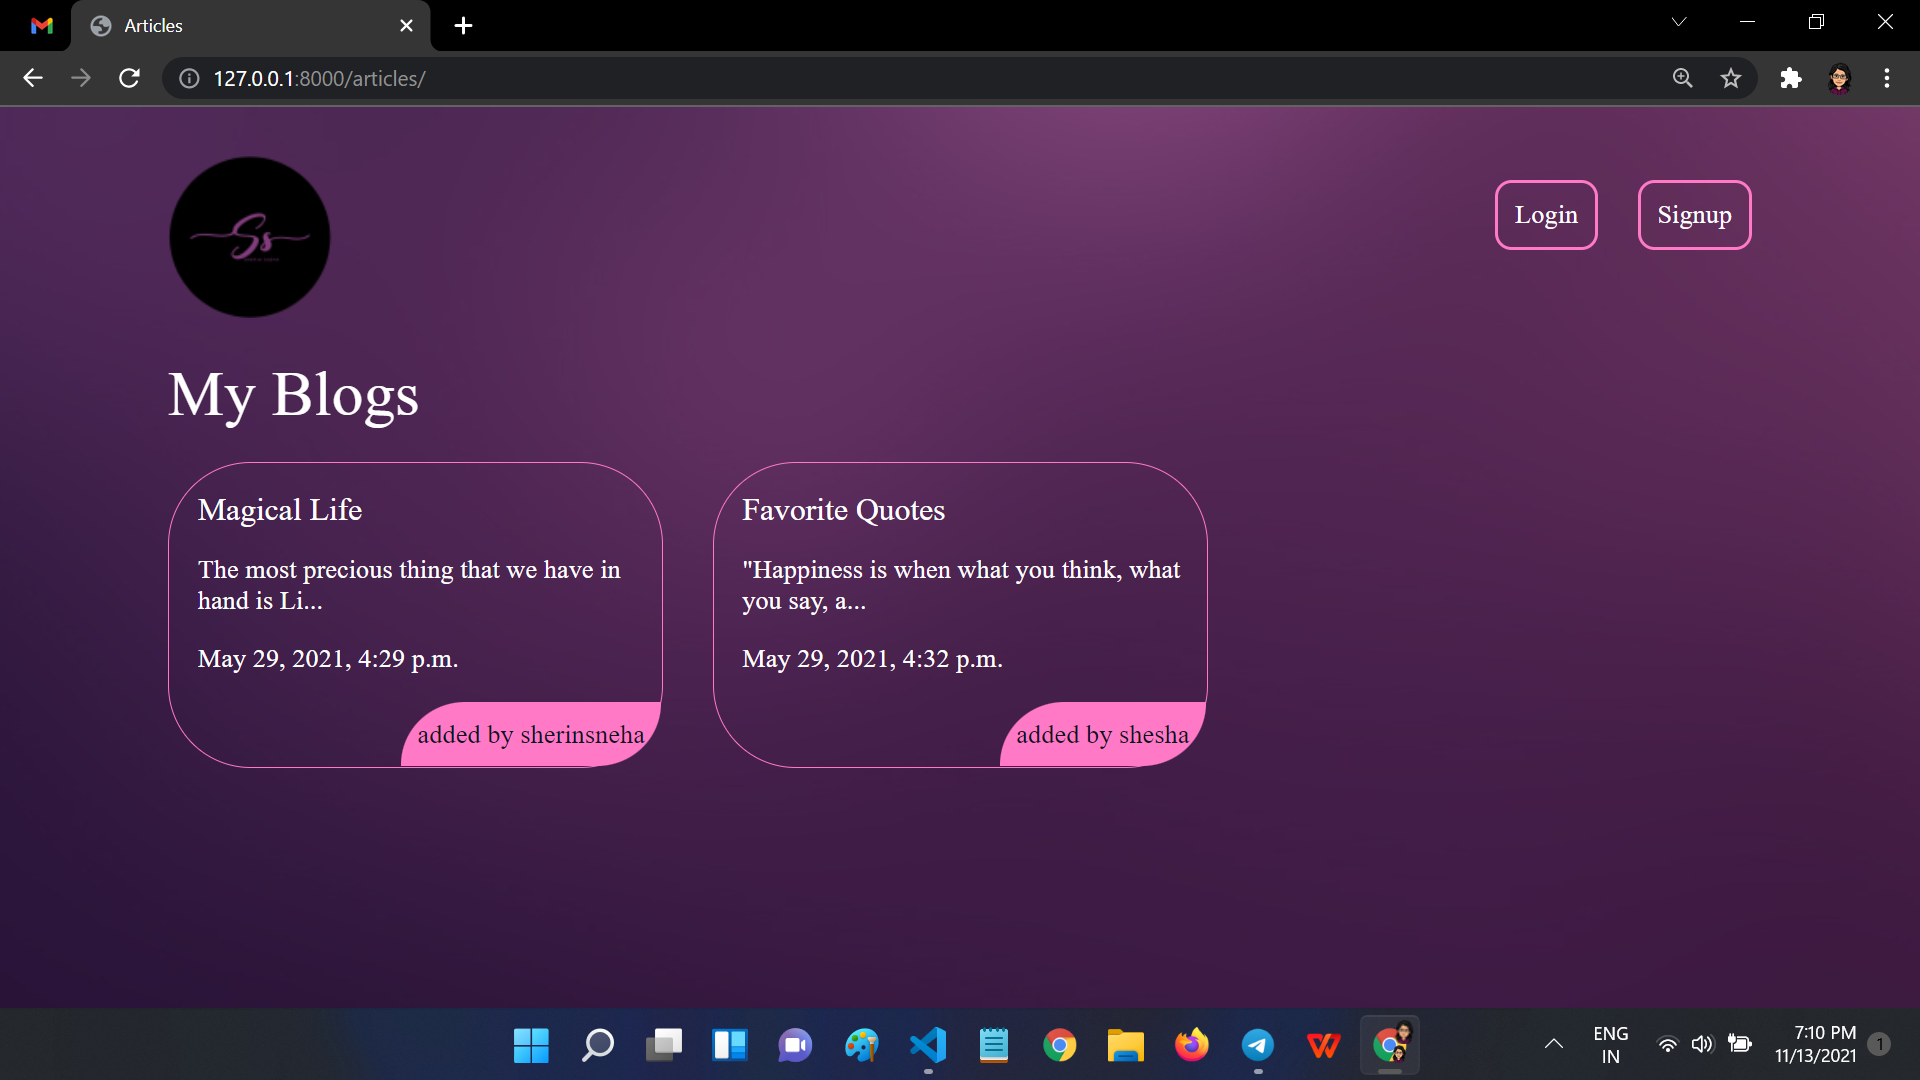 Articles
127.0.0.1:8000/articles/
Ss
Login
Signup
My Blogs
Magical Life
The most precious thing that we have in
hand is Li...
May 29, 2021, 4:29 p.m.
added by sherinsneha
Favorite Quotes
"Happiness is when what you think, what
you say, a...
May 29, 2021, 4:32 p.m.
added by shesha
ENG
IN
7:10 PM
11/13/2021
1